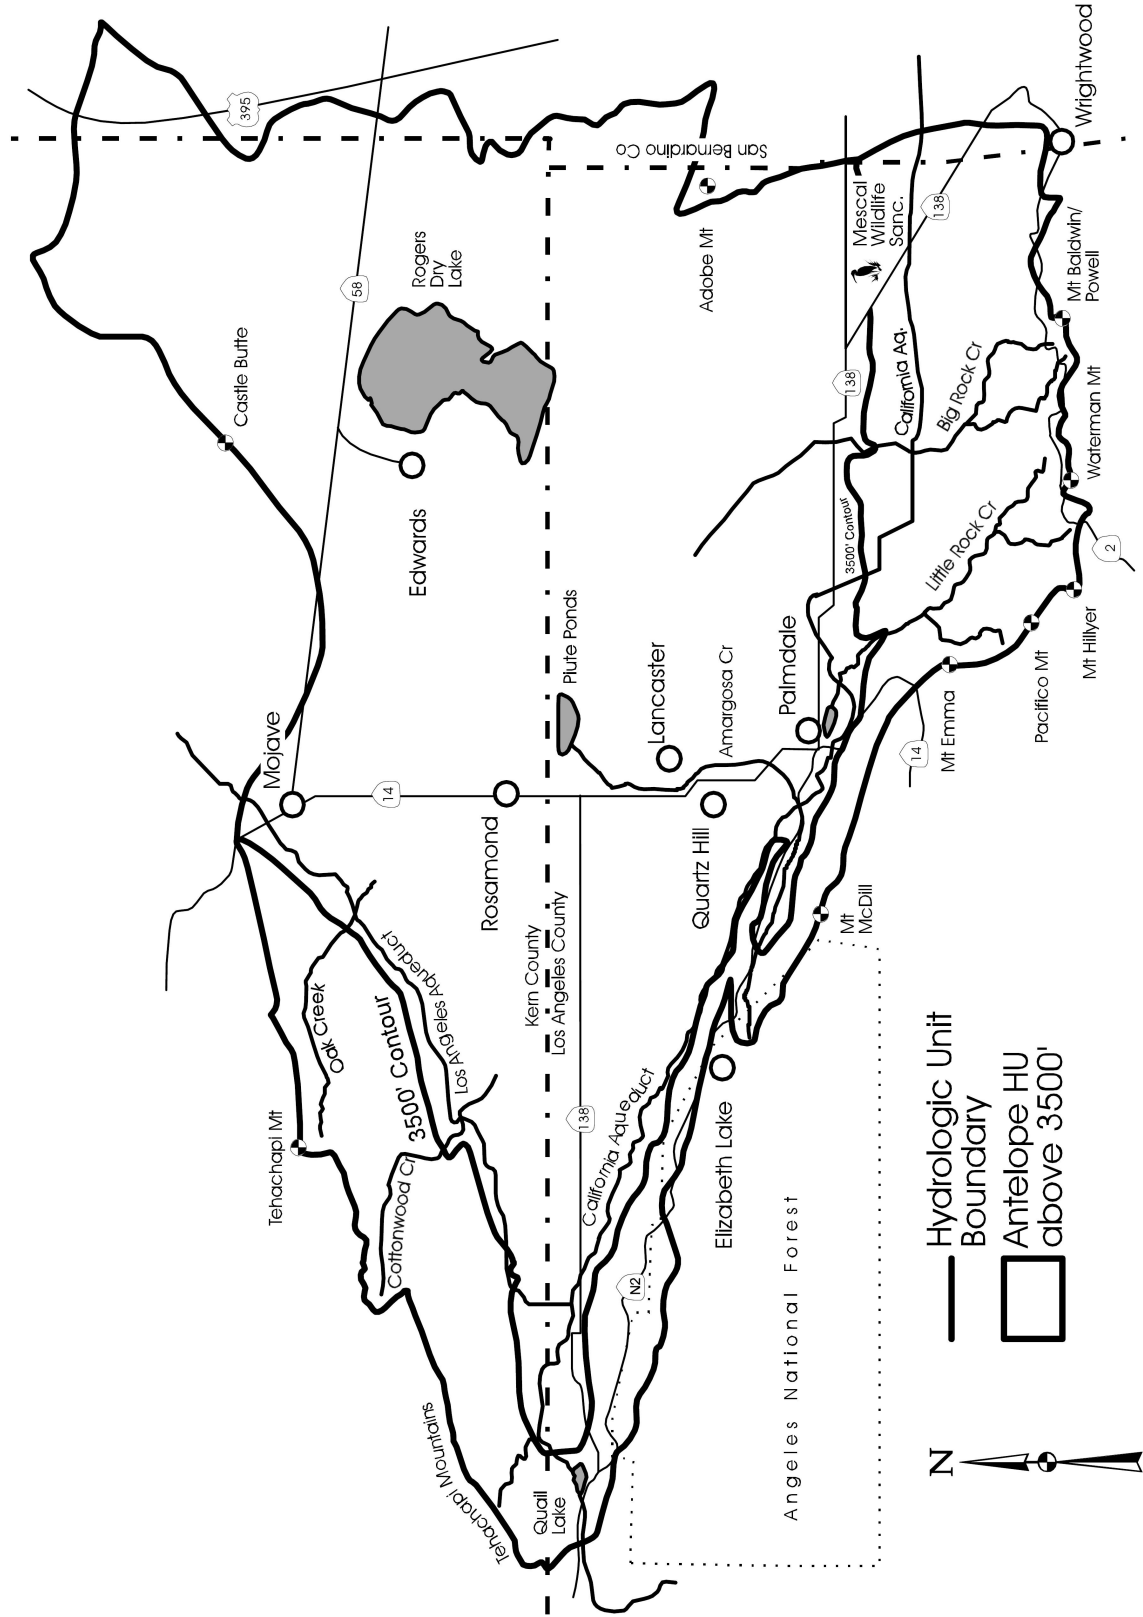 395
58
Castle Butte
Rogers
Dry
Lake
Edwards
San Bernardino Co
Adobe Mt
Mescal
Wildlife
Sanc.
138
138
Wrightwood
Mt Baldwin/
Powell
California Aq.
Big Rock Cr
Waterman Mt
3500' Contour
Little Rock Cr
2
Mt Hillyer
Pacifico Mt
Mt Emma
14
Piute Ponds
Lancaster
Amargosa Cr
Palmdale
Mojave
14
Rosamond
Quartz Hill
Mt
McDill
Kern County
Los Angeles County
Oak Creek
3500' Contour
Los Angeles Aqueduct
Tehachapi Mt
Cottonwood Cr
138
California Aqueduct
Elizabeth Lake
N2
Tehachapi Mountains
Quail
Lake
Angeles National Forest
Hydrologic Unit
Boundary
Antelope HU
above 3500'
N